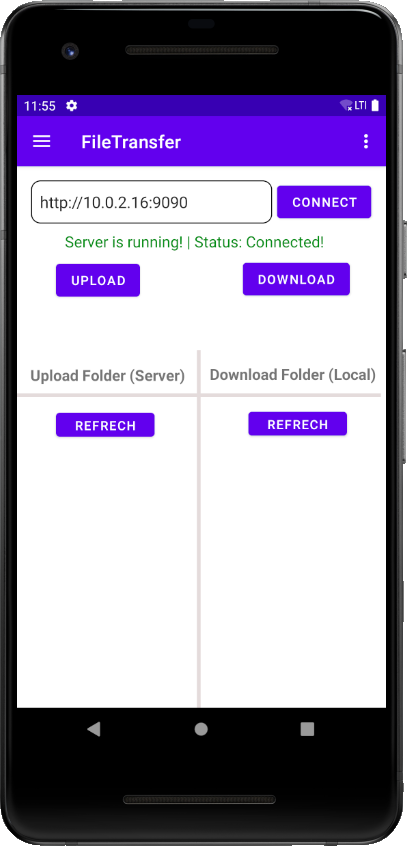 11:55 LTE
FileTransfer
http://10.0.2.16:9090 CONNECT
Server is running! | Status: Connected!
UPLOAD DOWNLOAD
Upload Folder (Server) Download Folder (Local)
REFRECH REFRECH